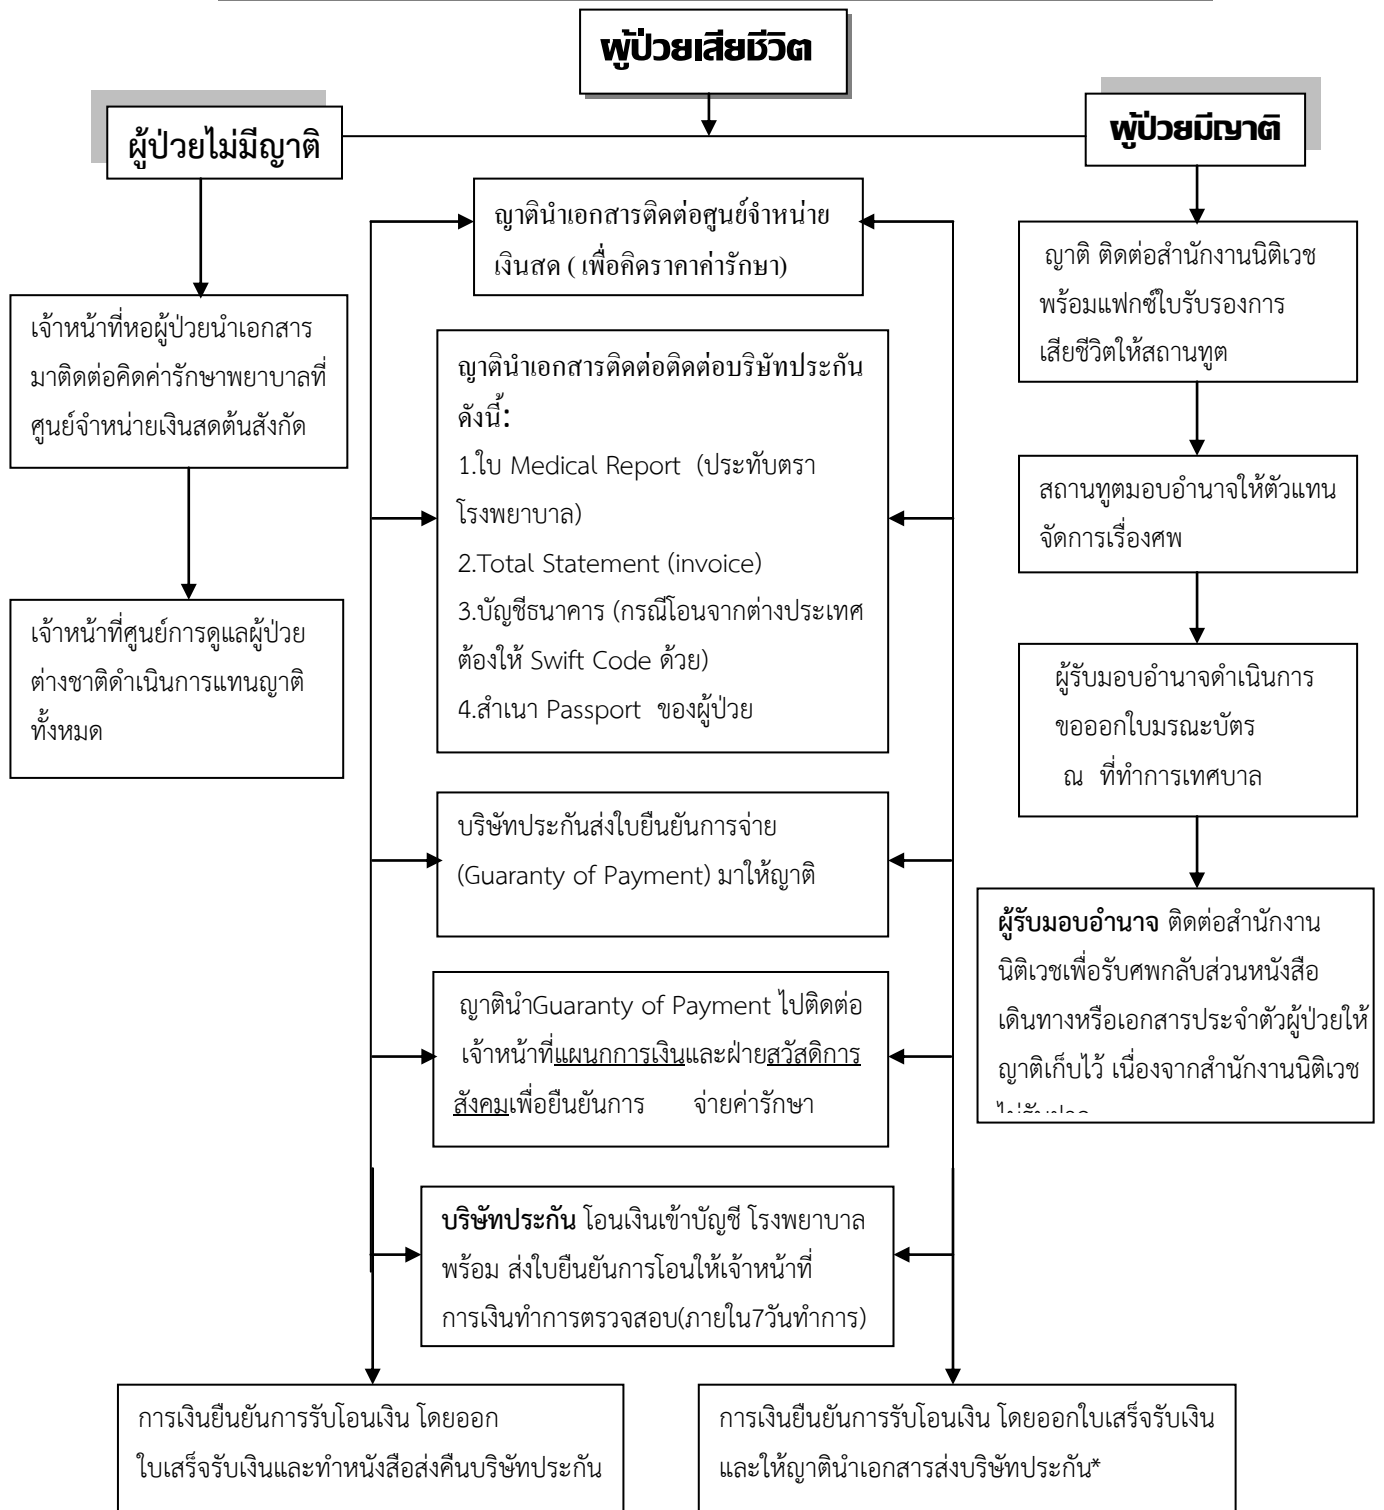 ผู้ป่วยเสียชีวิต
ผู้ป่วยไม่มีญาติ
ผู้ป่วยมีญาติ
ญาตินำเอกสารติดต่อศูนย์จำหน่าย
เงินสด ( เพื่อคิดราคาค่ารักษา)
ญาติ ติดต่อสำนักงานนิติเวช
พร้อมแฟกซ์ใบรับรองการ
เสียชีวิตให้สถานทูต
เจ้าหน้าที่หอผู้ป่วยนำเอกสาร
มาติดต่อคิดค่ารักษาพยาบาลที่
ศูนย์จำหน่ายเงินสดต้นสังกัด
ญาตินำเอกสารติดต่อติดต่อบริษัทประกัน
ดังนี้:
1.ใบ Medical Report (ประทับตรา
โรงพยาบาล)
2.Total Statement (invoice)
3.บัญชีธนาคาร (กรณีโอนจากต่างประเทศ
ต้องให้ Swift Code ด้วย)
4.สำเนา Passport ของผู้ป่วย
สถานทูตมอบอำนาจให้ตัวแทน
จัดการเรื่องศพ
เจ้าหน้าที่ศูนย์การดูแลผู้ป่วย
ต่างชาติดำเนินการแทนญาติ
ทั้งหมด
ผู้รับมอบอำนาจดำเนินการ
ขอออกใบมรณะบัตร
ณ ที่ทำการเทศบาล
บริษัทประกันส่งใบยืนยันการจ่าย
(Guaranty of Payment) มาให้ญาติ
ผู้รับมอบอำนาจ ติดต่อสำนักงาน
นิติเวชเพื่อรับศพกลับส่วนหนังสือ
เดินทางหรือเอกสารประจำตัวผู้ป่วยให้
ญาติเก็บไว้ เนื่องจากสำนักงานนิติเวช
ญาตินำGuaranty of Payment ไปติดต่อ
เจ้าหน้าที่แผนกการเงินและฝ่ายสวัสดิการ
สังคมเพื่อยืนยันการ จ่ายค่ารักษา
บริษัทประกัน โอนเงินเข้าบัญชี โรงพยาบาล
พร้อม ส่งใบยืนยันการโอนให้เจ้าหน้าที่
การเงินทำการตรวจสอบ(ภายใน7วันทำการ)
การเงินยืนยันการรับโอนเงิน โดยออก
ใบเสร็จรับเงินและทำหนังสือส่งคืนบริษัทประกัน
การเงินยืนยันการรับโอนเงิน โดยออกใบเสร็จรับเงิน
และให้ญาตินำเอกสารส่งบริษัทประกัน*